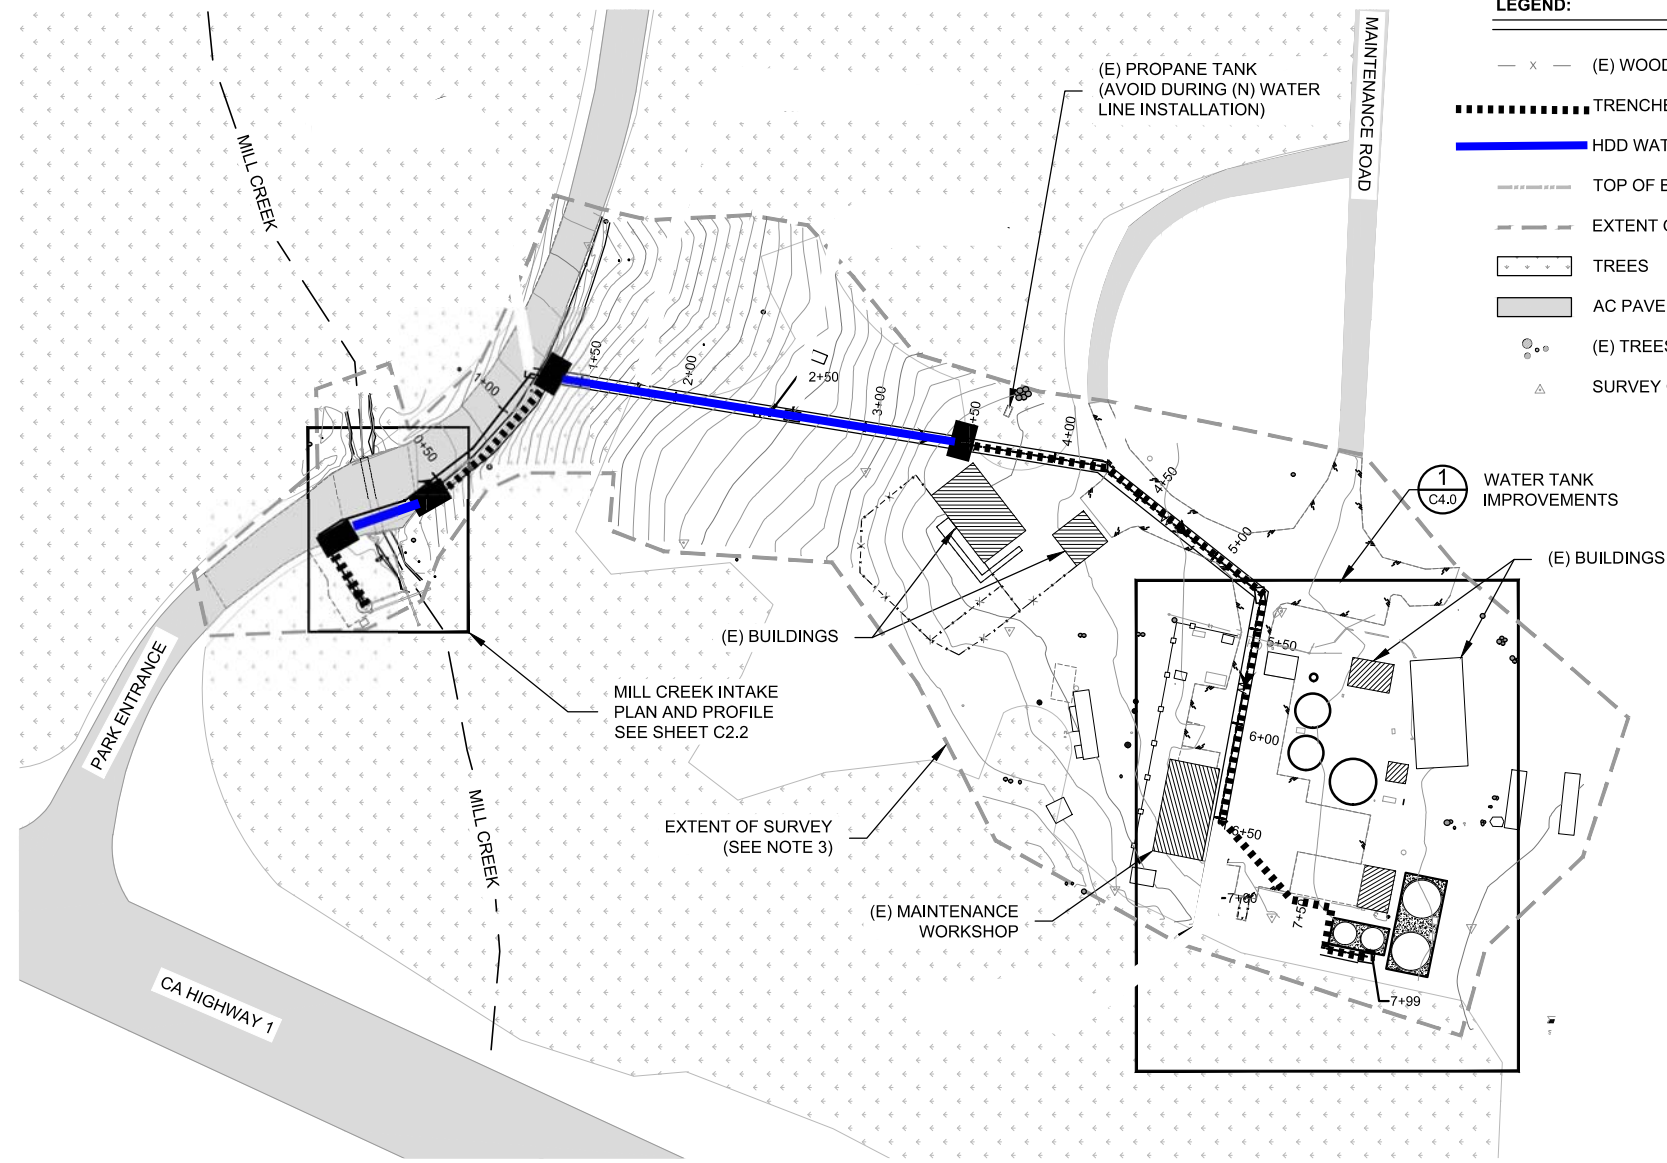 LEGEND:
(E) WOOD
TRENCHE
HDD WAT
TOP OF B
EXTENT O
TREES
AC PAVE
(E) TREES
SURVEY
MAINTENANCE ROAD
(E) PROPANE TANK
(AVOID DURING (N) WATER
LINE INSTALLATION)
MILL CREEK
0+50
1+00
1+50
2+00
2+50
3+00
+50
4+00
4+50
5+00
5+50
6+00
6+50
7+00
7+50
7+99
1
C4.0
WATER TANK
IMPROVEMENTS
(E) BUILDINGS
(E) BUILDINGS
MILL CREEK INTAKE
PLAN AND PROFILE
SEE SHEET C2.2
PARK ENTRANCE
MILL CREEK
EXTENT OF SURVEY
(SEE NOTE 3)
(E) MAINTENANCE
WORKSHOP
CA HIGHWAY 1